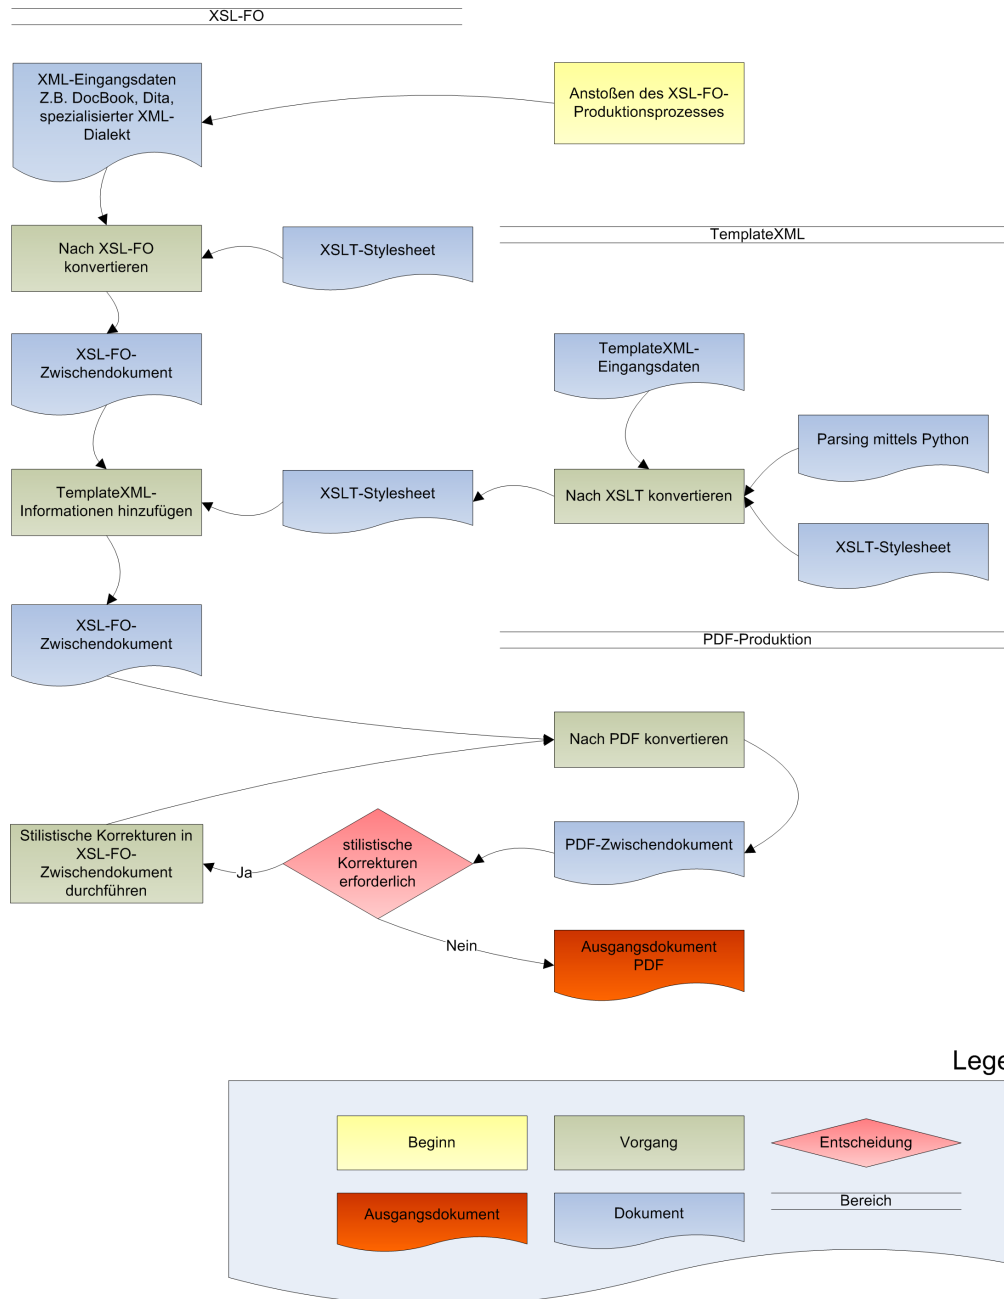 XSL-FO
XML-Eingangsdaten
Z.B. DocBook, Dita,
spezialisierter XML-
Dialekt
Anstoßen des XSL-FO-
Produktionsprozesses
Nach XSL-FO
konvertieren
XSLT-Stylesheet
TemplateXML
XSL-FO-
Zwischendokument
TemplateXML-
Eingangsdaten
Parsing mittels Python
TemplateXML-
Informationen hinzufügen
XSLT-Stylesheet
Nach XSLT konvertieren
XSLT-Stylesheet
XSL-FO-
Zwischendokument
PDF-Produktion
Nach PDF konvertieren
Stilistische Korrekturen in
XSL-FO-
Zwischendokument
durchführen
Ja
stilistische
Korrekturen
erforderlich
PDF-Zwischendokument
Nein
Ausgangsdokument
PDF
Lege
Beginn
Vorgang
Entscheidung
Ausgangsdokument
Dokument
Bereich